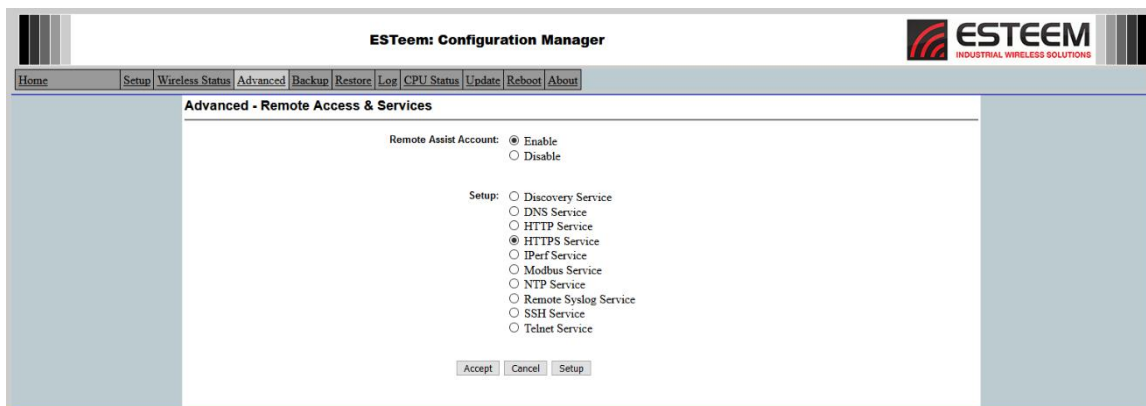 ESTeem: Configuration Manager
ESTEEM
INDUSTRIAL WIRELESS SOLUTIONS
Home Setup Wireless Status Advanced Backup Restore Log CPU Status Update Reboot About
Advanced - Remote Access & Services
Remote Assist Account: Enable
Disable
Setup: Discovery Service
DNS Service
HTTP Service
HTTPS Service
IPerf Service
Modbus Service
NTP Service
Remote Syslog Service
SSH Service
Telnet Service
Accept Cancel Setup